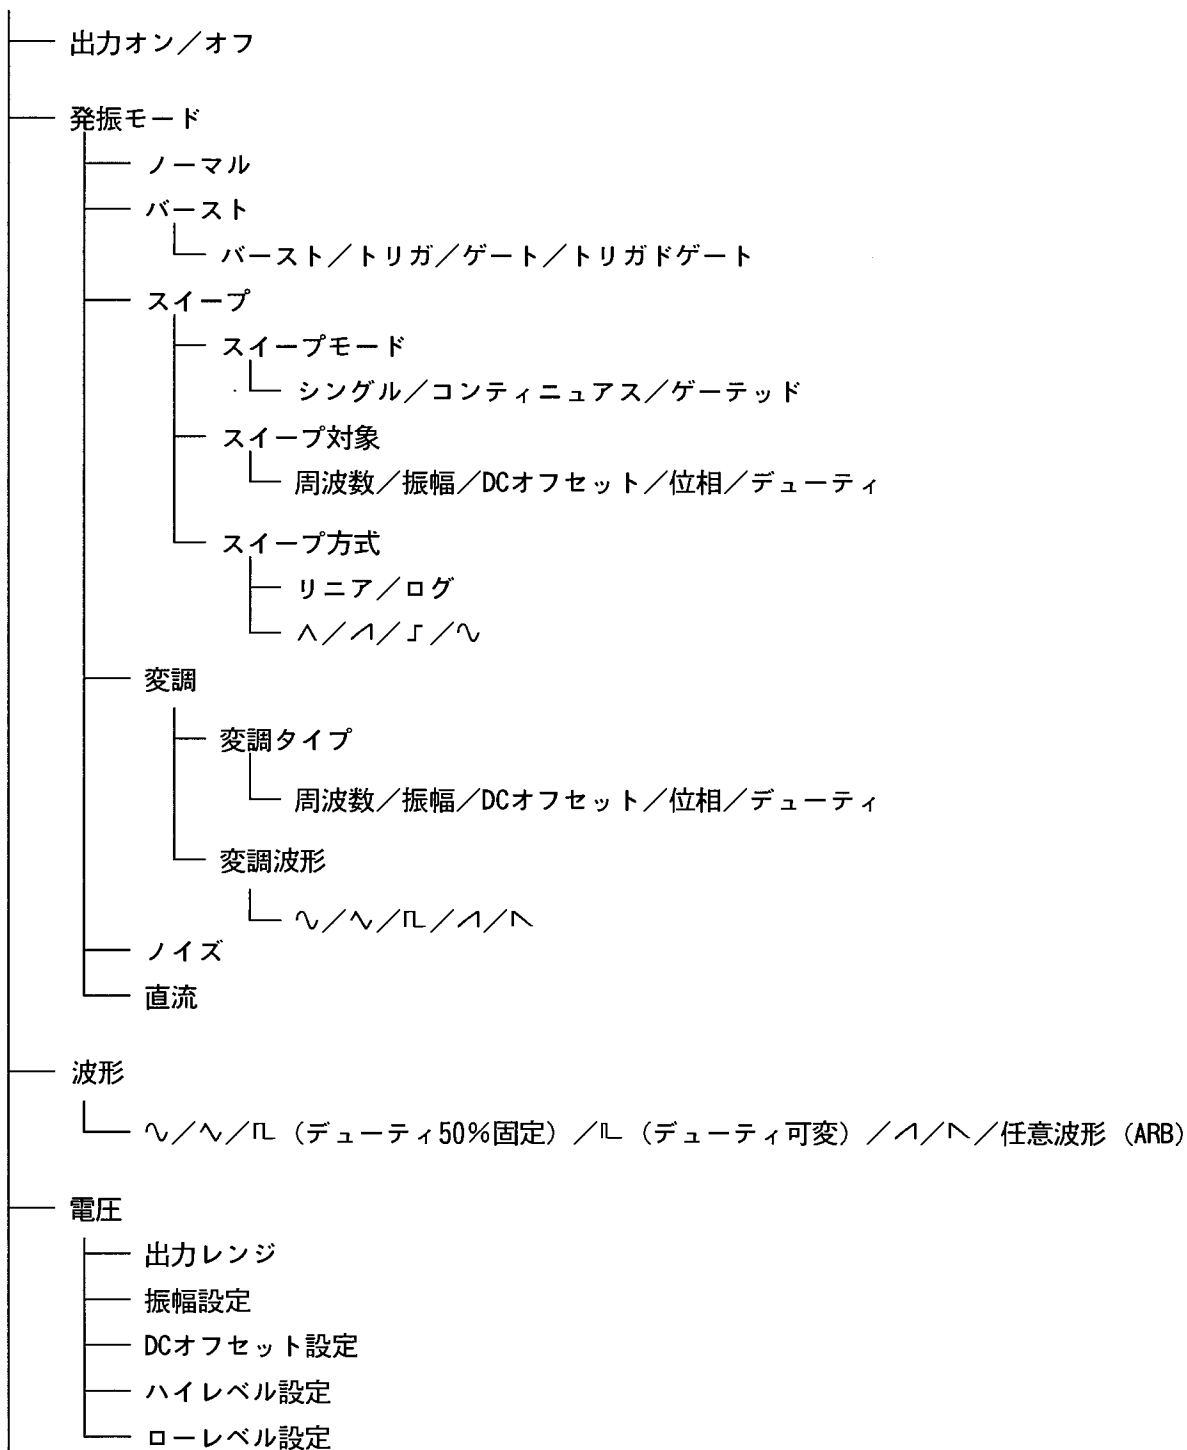 出力オン／オフ
発振モード
ノーマル
バースト
バースト／トリガ／ゲート／トリガドゲート
スイープ
スイープモード
シングル／コンティニュアス／ゲーテッド
スイープ対象
周波数／振幅／DCオフセット／位相／デューティ
スイープ方式
リニア／ログ
／／／
変調
変調タイプ
周波数／振幅／DCオフセット／位相／デューティ
変調波形
／／／／
ノイズ
直流
波形
／／（デューティ50%固定）／（デューティ可変）／／／任意波形（ARB）
電圧
出力レンジ
振幅設定
DCオフセット設定
ハイレベル設定
ローレベル設定